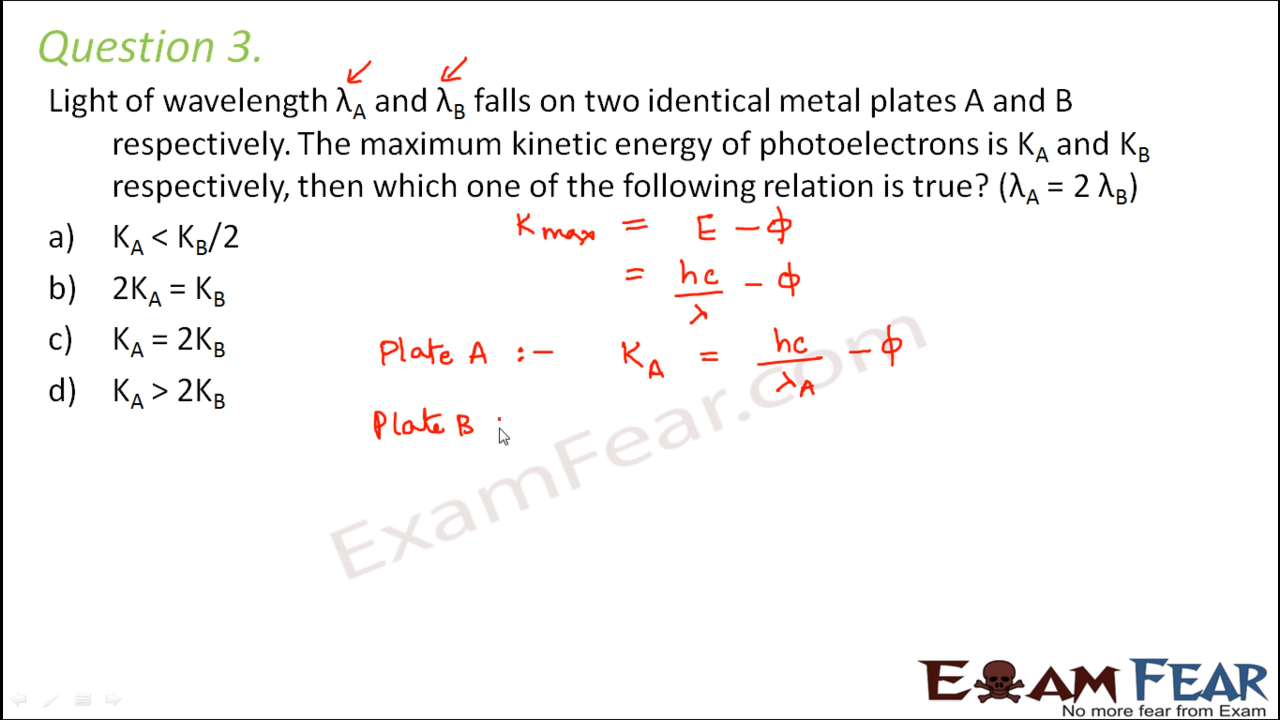 Question 3.
Light of wavelength λA and λB falls on two identical metal plates A and B
respectively. The maximum kinetic energy of photoelectrons is KA and KB
respectively, then which one of the following relation is true? (λA = 2 λB)
Kmax = E – ϕ
a) KA < KB/2
= hc/λ – ϕ
b) 2KA = KB
c) KA = 2KB
Plate A :– KA = hc/λA – ϕ
d) KA > 2KB
Plate B :
ExamFear.com
EXAM FEAR
No more fear from Exam